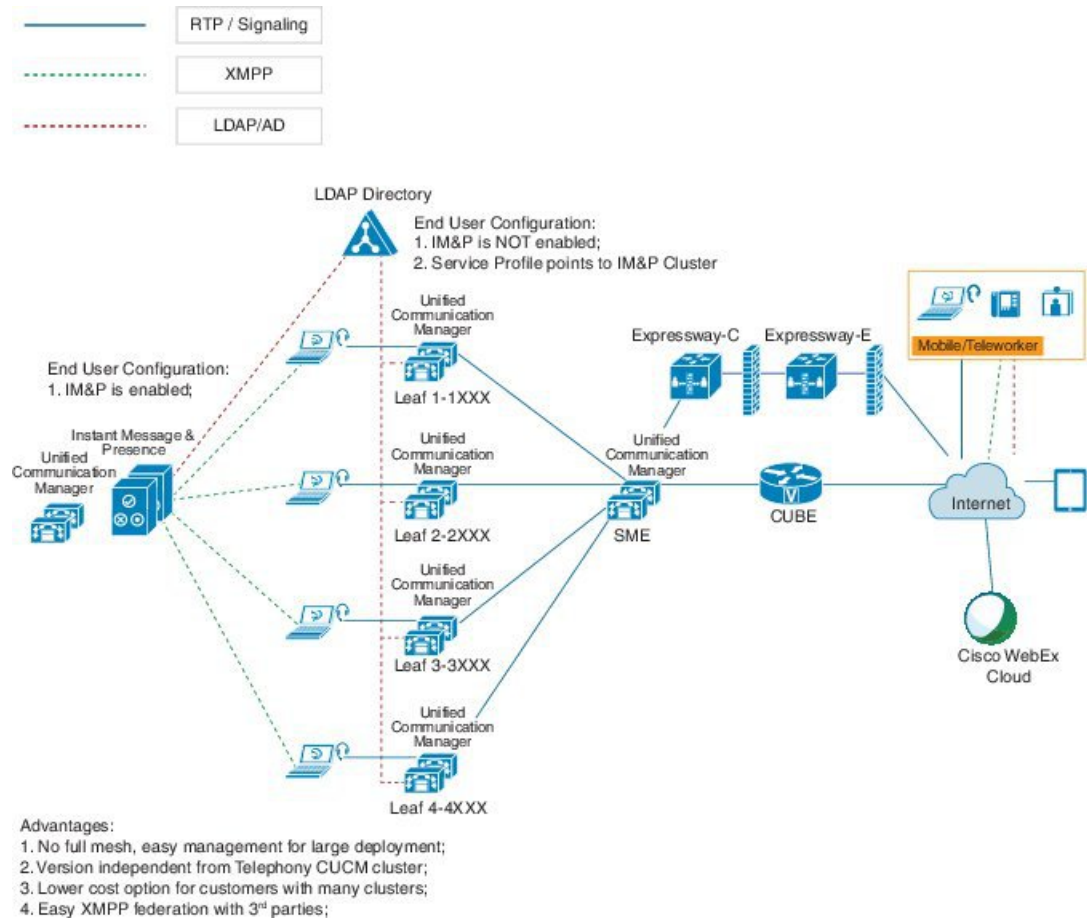 RTP / Signaling
XMPP
LDAP/AD
LDAP Directory
End User Configuration:
1. IM&P is NOT enabled;
2. Service Profile points to IM&P Cluster
Unified
Communication
Manager
Leaf 1-1XXX
Expressway-C
Expressway-E
Mobile/Teleworker
End User Configuration:
1. IM&P is enabled;
Instant Message &
Presence
Unified
Communication
Manager
Unified
Communication
Manager
Leaf 2-2XXX
Unified
Communication
Manager
SME
CUBE
Internet
Unified
Communication
Manager
Leaf 3-3XXX
Cisco WebEx
Cloud
Unified
Communication
Manager
Leaf 4-4XXX
Advantages:
1. No full mesh, easy management for large deployment;
2. Version independent from Telephony CUCM cluster;
3. Lower cost option for customers with many clusters;
4. Easy XMPP federation with 3rd parties;
V